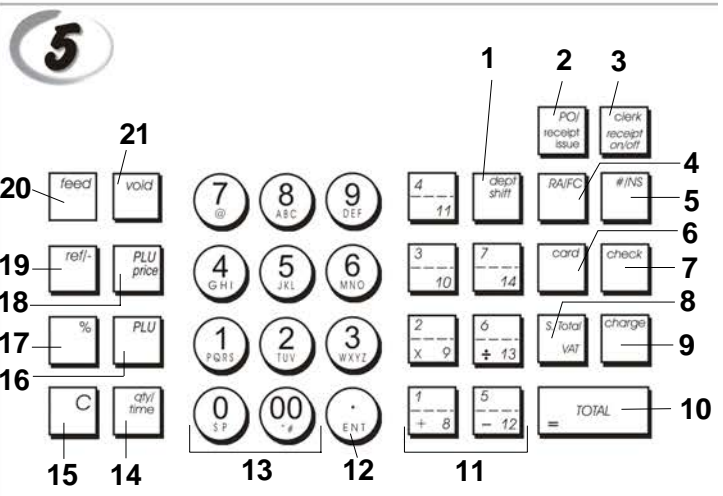 5
1
2
3
PO/
receipt
issue
clerk
receipt
on/off
21
20
feed
void
7
@
8
ABC
9
DEF
4
11
dept
shift
RA/FC
#/NS
4
5
19
ref/-
PLU
price
18
4
GHI
5
JKL
6
MNO
3
10
7
14
card
check
6
7
8
17
%
PLU
16
1
PQRS
2
TUV
3
WXYZ
2
x 9
6
÷ 13
S.Total
VAT
charge
9
C
qty/
time
15
14
0
SP
00
*#
.
ENT
13
12
1
+ 8
5
- 12
11
TOTAL
=
10